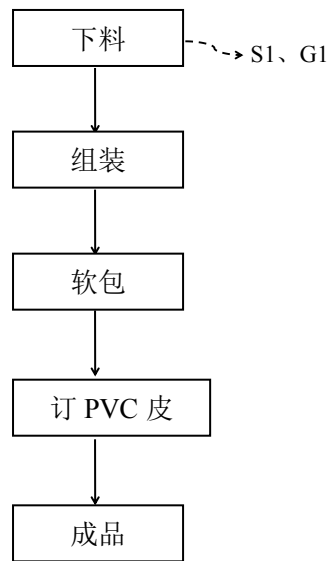 下料
S1、G1
组装
软包
订 PVC 皮
成品